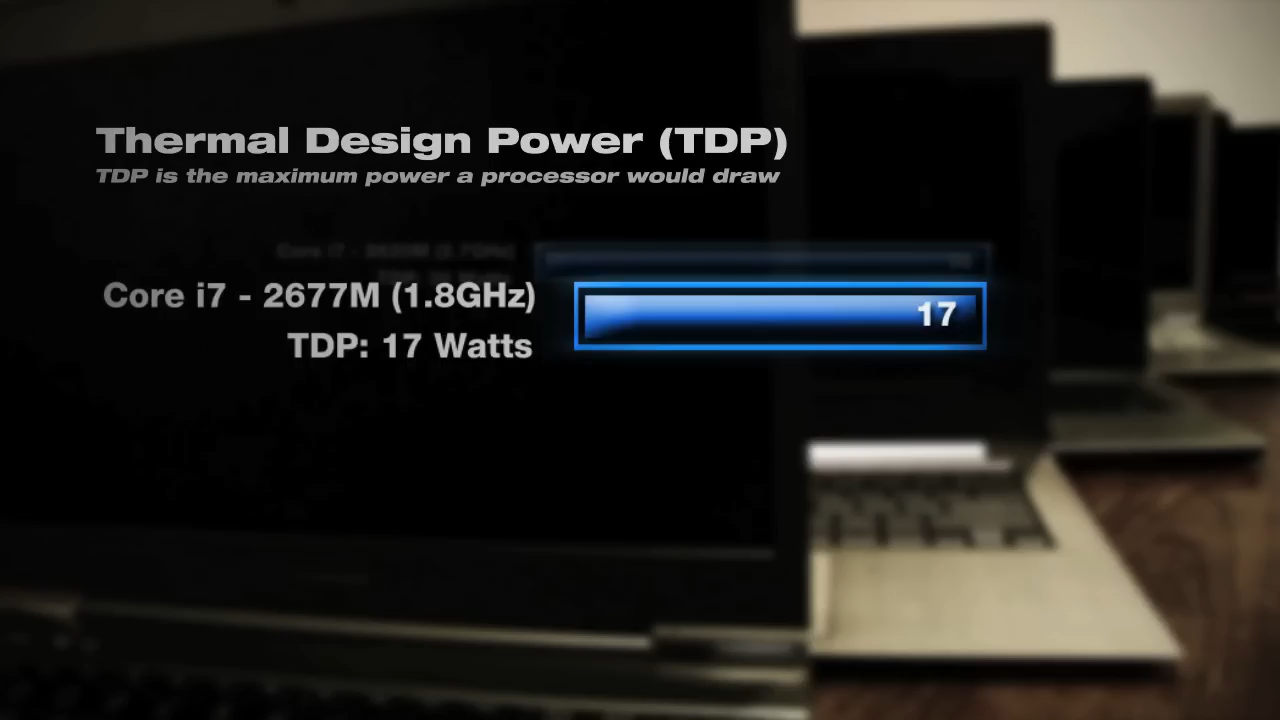 Thermal Design Power (TDP)
TDP is the maximum power a processor would draw
Core i7 - 2677M (1.8GHz)
17
TDP: 17 Watts